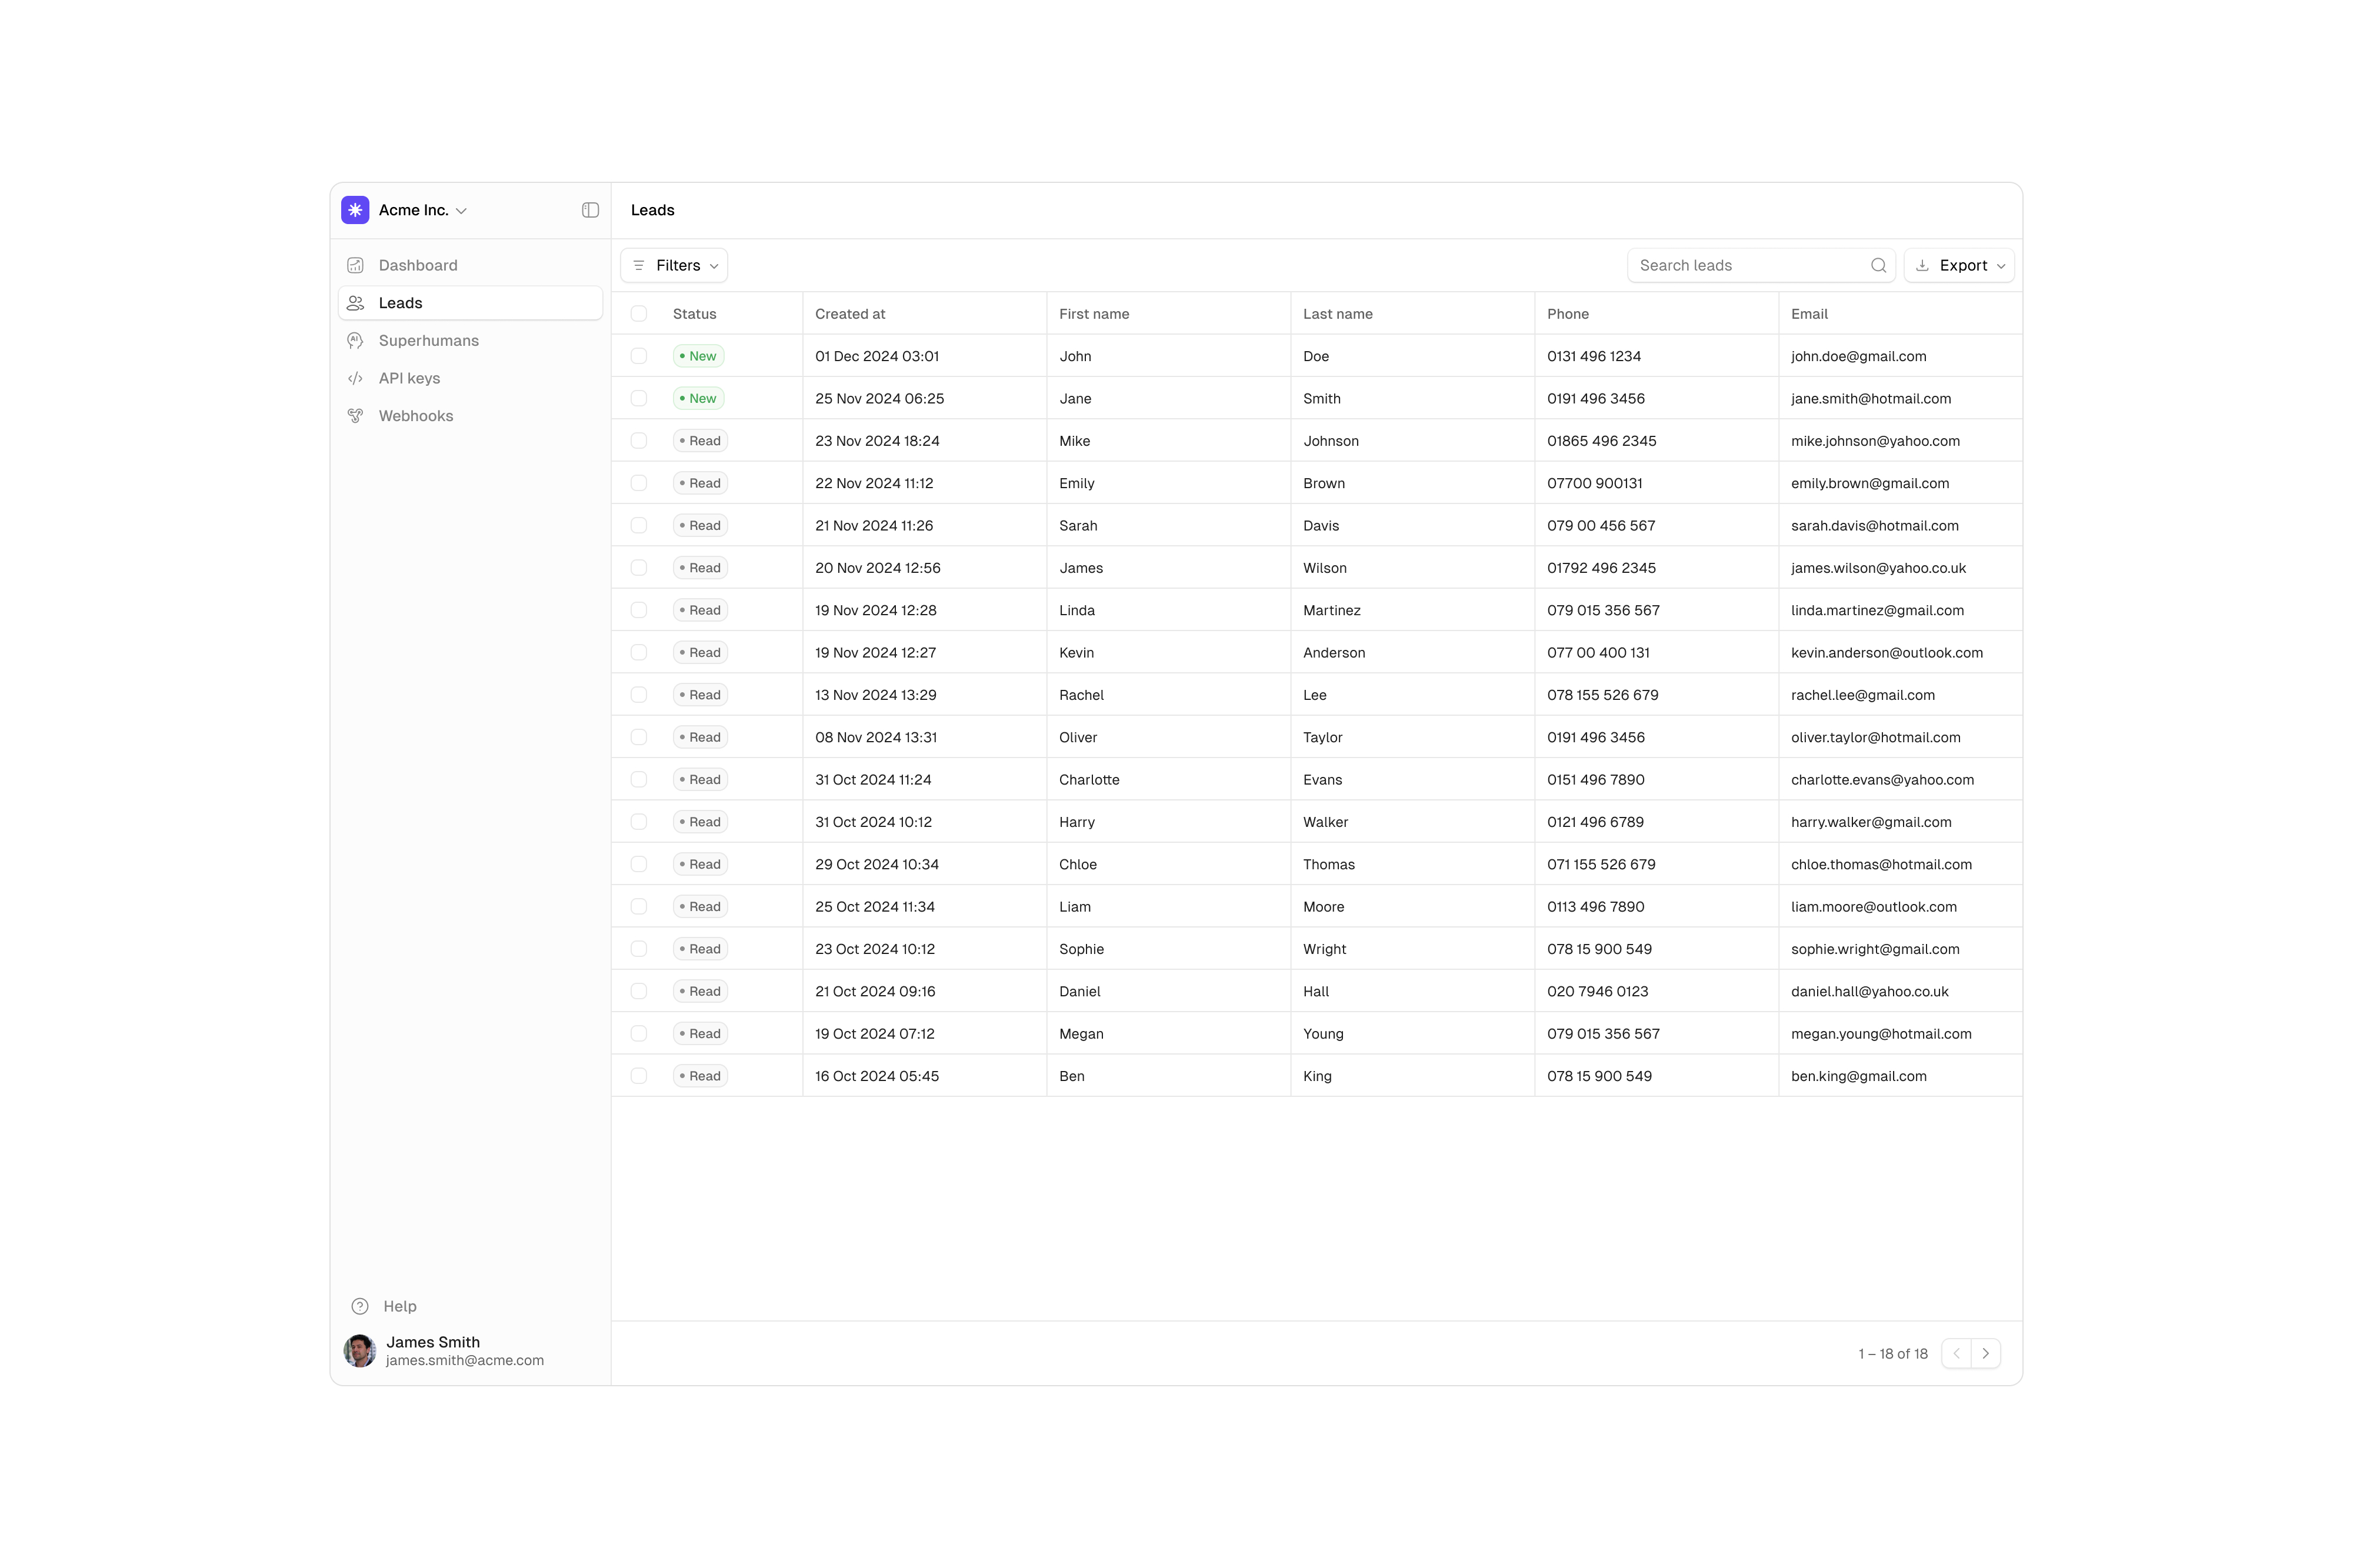 Acme Inc.
Leads
Dashboard
Leads
Superhumans
API keys
Webhooks
Filters
Search leads
Export
Status Created at First name Last name Phone Email
New 01 Dec 2024 03:01 John Doe 0131 496 1234 john.doe@gmail.com
New 25 Nov 2024 06:25 Jane Smith 0191 496 3456 jane.smith@hotmail.com
Read 23 Nov 2024 18:24 Mike Johnson 01865 496 2345 mike.johnson@yahoo.com
Read 22 Nov 2024 11:12 Emily Brown 07700 900131 emily.brown@gmail.com
Read 21 Nov 2024 11:26 Sarah Davis 079 00 456 567 sarah.davis@hotmail.com
Read 20 Nov 2024 12:56 James Wilson 01792 496 2345 james.wilson@yahoo.co.uk
Read 19 Nov 2024 12:28 Linda Martinez 079 015 356 567 linda.martinez@gmail.com
Read 19 Nov 2024 12:27 Kevin Anderson 077 00 400 131 kevin.anderson@outlook.com
Read 13 Nov 2024 13:29 Rachel Lee 078 155 526 679 rachel.lee@gmail.com
Read 08 Nov 2024 13:31 Oliver Taylor 0191 496 3456 oliver.taylor@hotmail.com
Read 31 Oct 2024 11:24 Charlotte Evans 0151 496 7890 charlotte.evans@yahoo.com
Read 31 Oct 2024 10:12 Harry Walker 0121 496 6789 harry.walker@gmail.com
Read 29 Oct 2024 10:34 Chloe Thomas 071 155 526 679 chloe.thomas@hotmail.com
Read 25 Oct 2024 11:34 Liam Moore 0113 496 7890 liam.moore@outlook.com
Read 23 Oct 2024 10:12 Sophie Wright 078 15 900 549 sophie.wright@gmail.com
Read 21 Oct 2024 09:16 Daniel Hall 020 7946 0123 daniel.hall@yahoo.co.uk
Read 19 Oct 2024 07:12 Megan Young 079 015 356 567 megan.young@hotmail.com
Read 16 Oct 2024 05:45 Ben King 078 15 900 549 ben.king@gmail.com
Help
James Smith
james.smith@acme.com
1 – 18 of 18